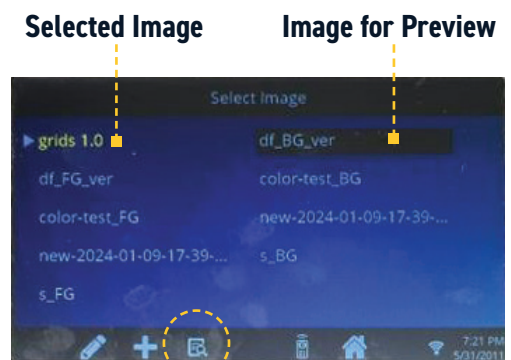 Selected Image Image for Preview
Select Image
grids 1.0 df_BG_ver
df_FG_ver color-test_BG
color-test_FG new-2024-01-09-17-39-...
new-2024-01-09-17-39-... s_BG
s_FG
7:21 PM
5/31/2011